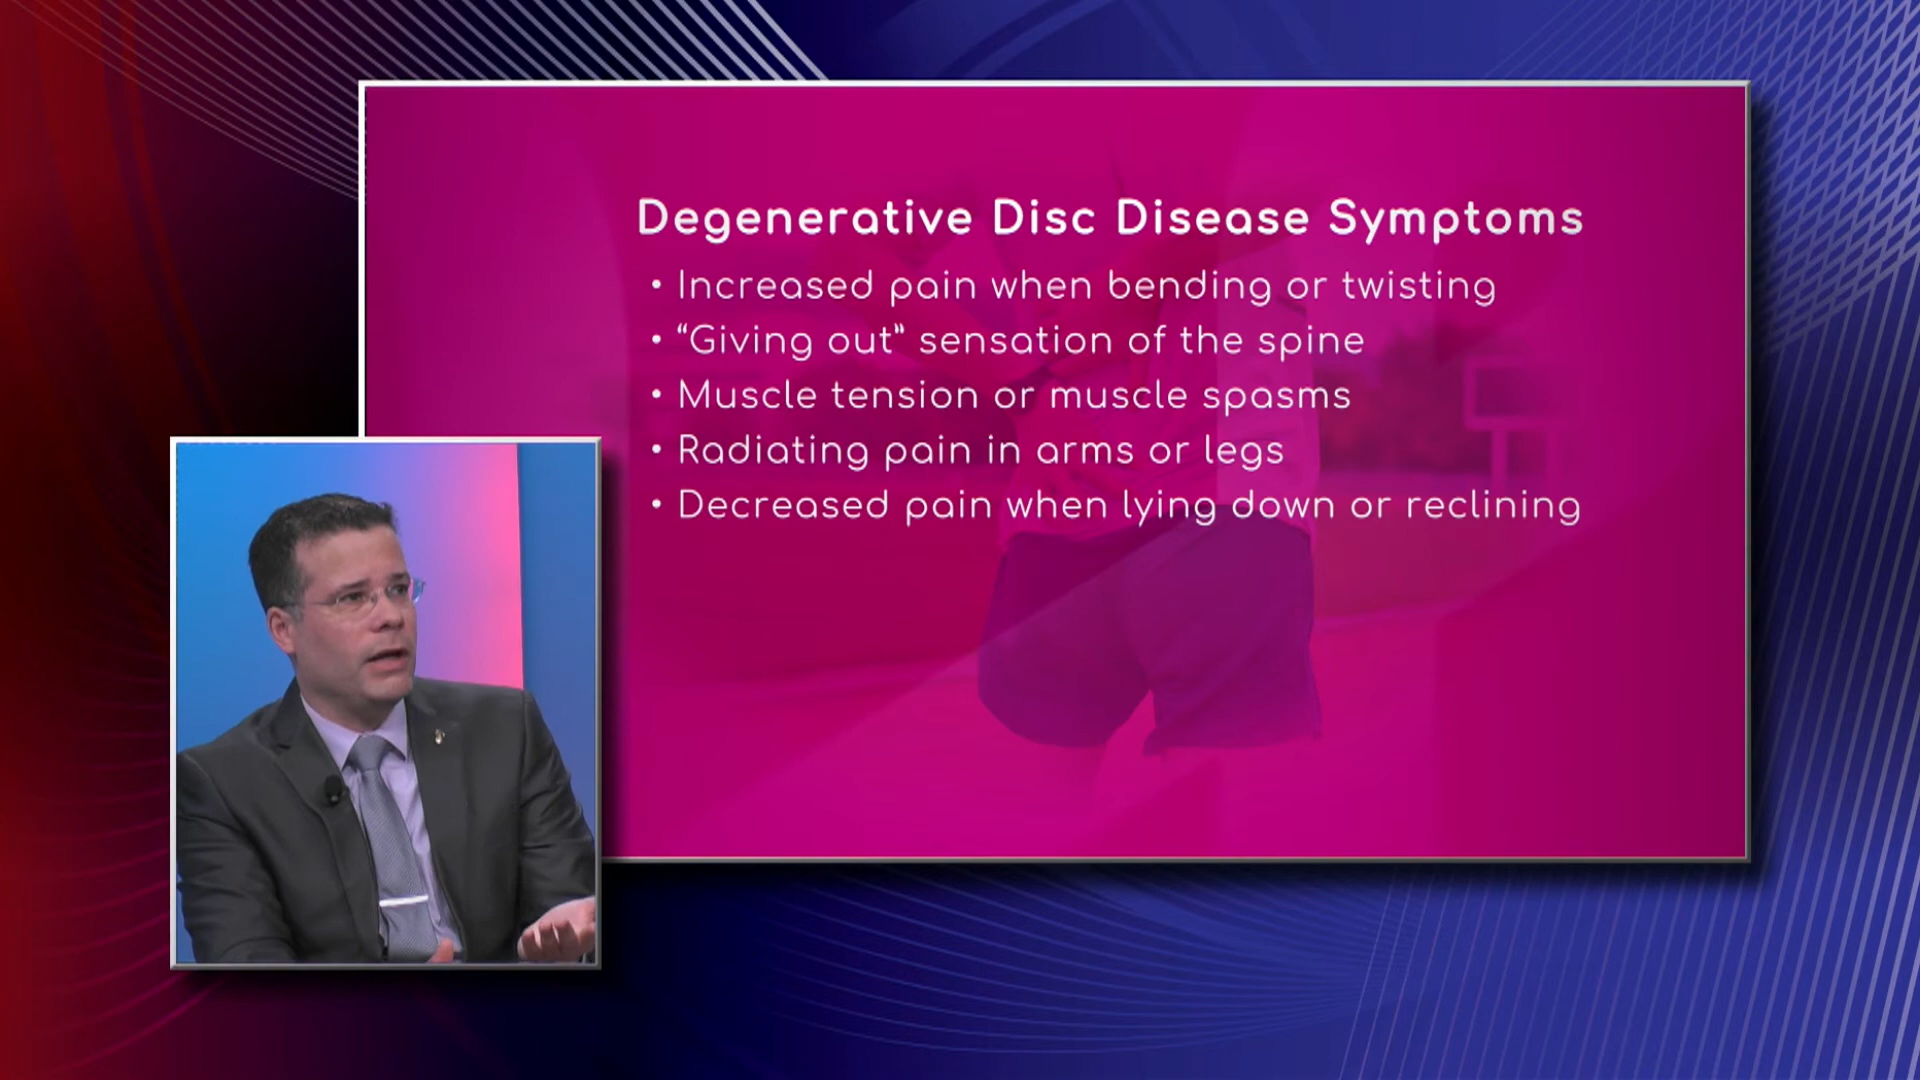 Degenerative Disc Disease Symptoms
• Increased pain when bending or twisting
• “Giving out” sensation of the spine
• Muscle tension or muscle spasms
• Radiating pain in arms or legs
• Decreased pain when lying down or reclining